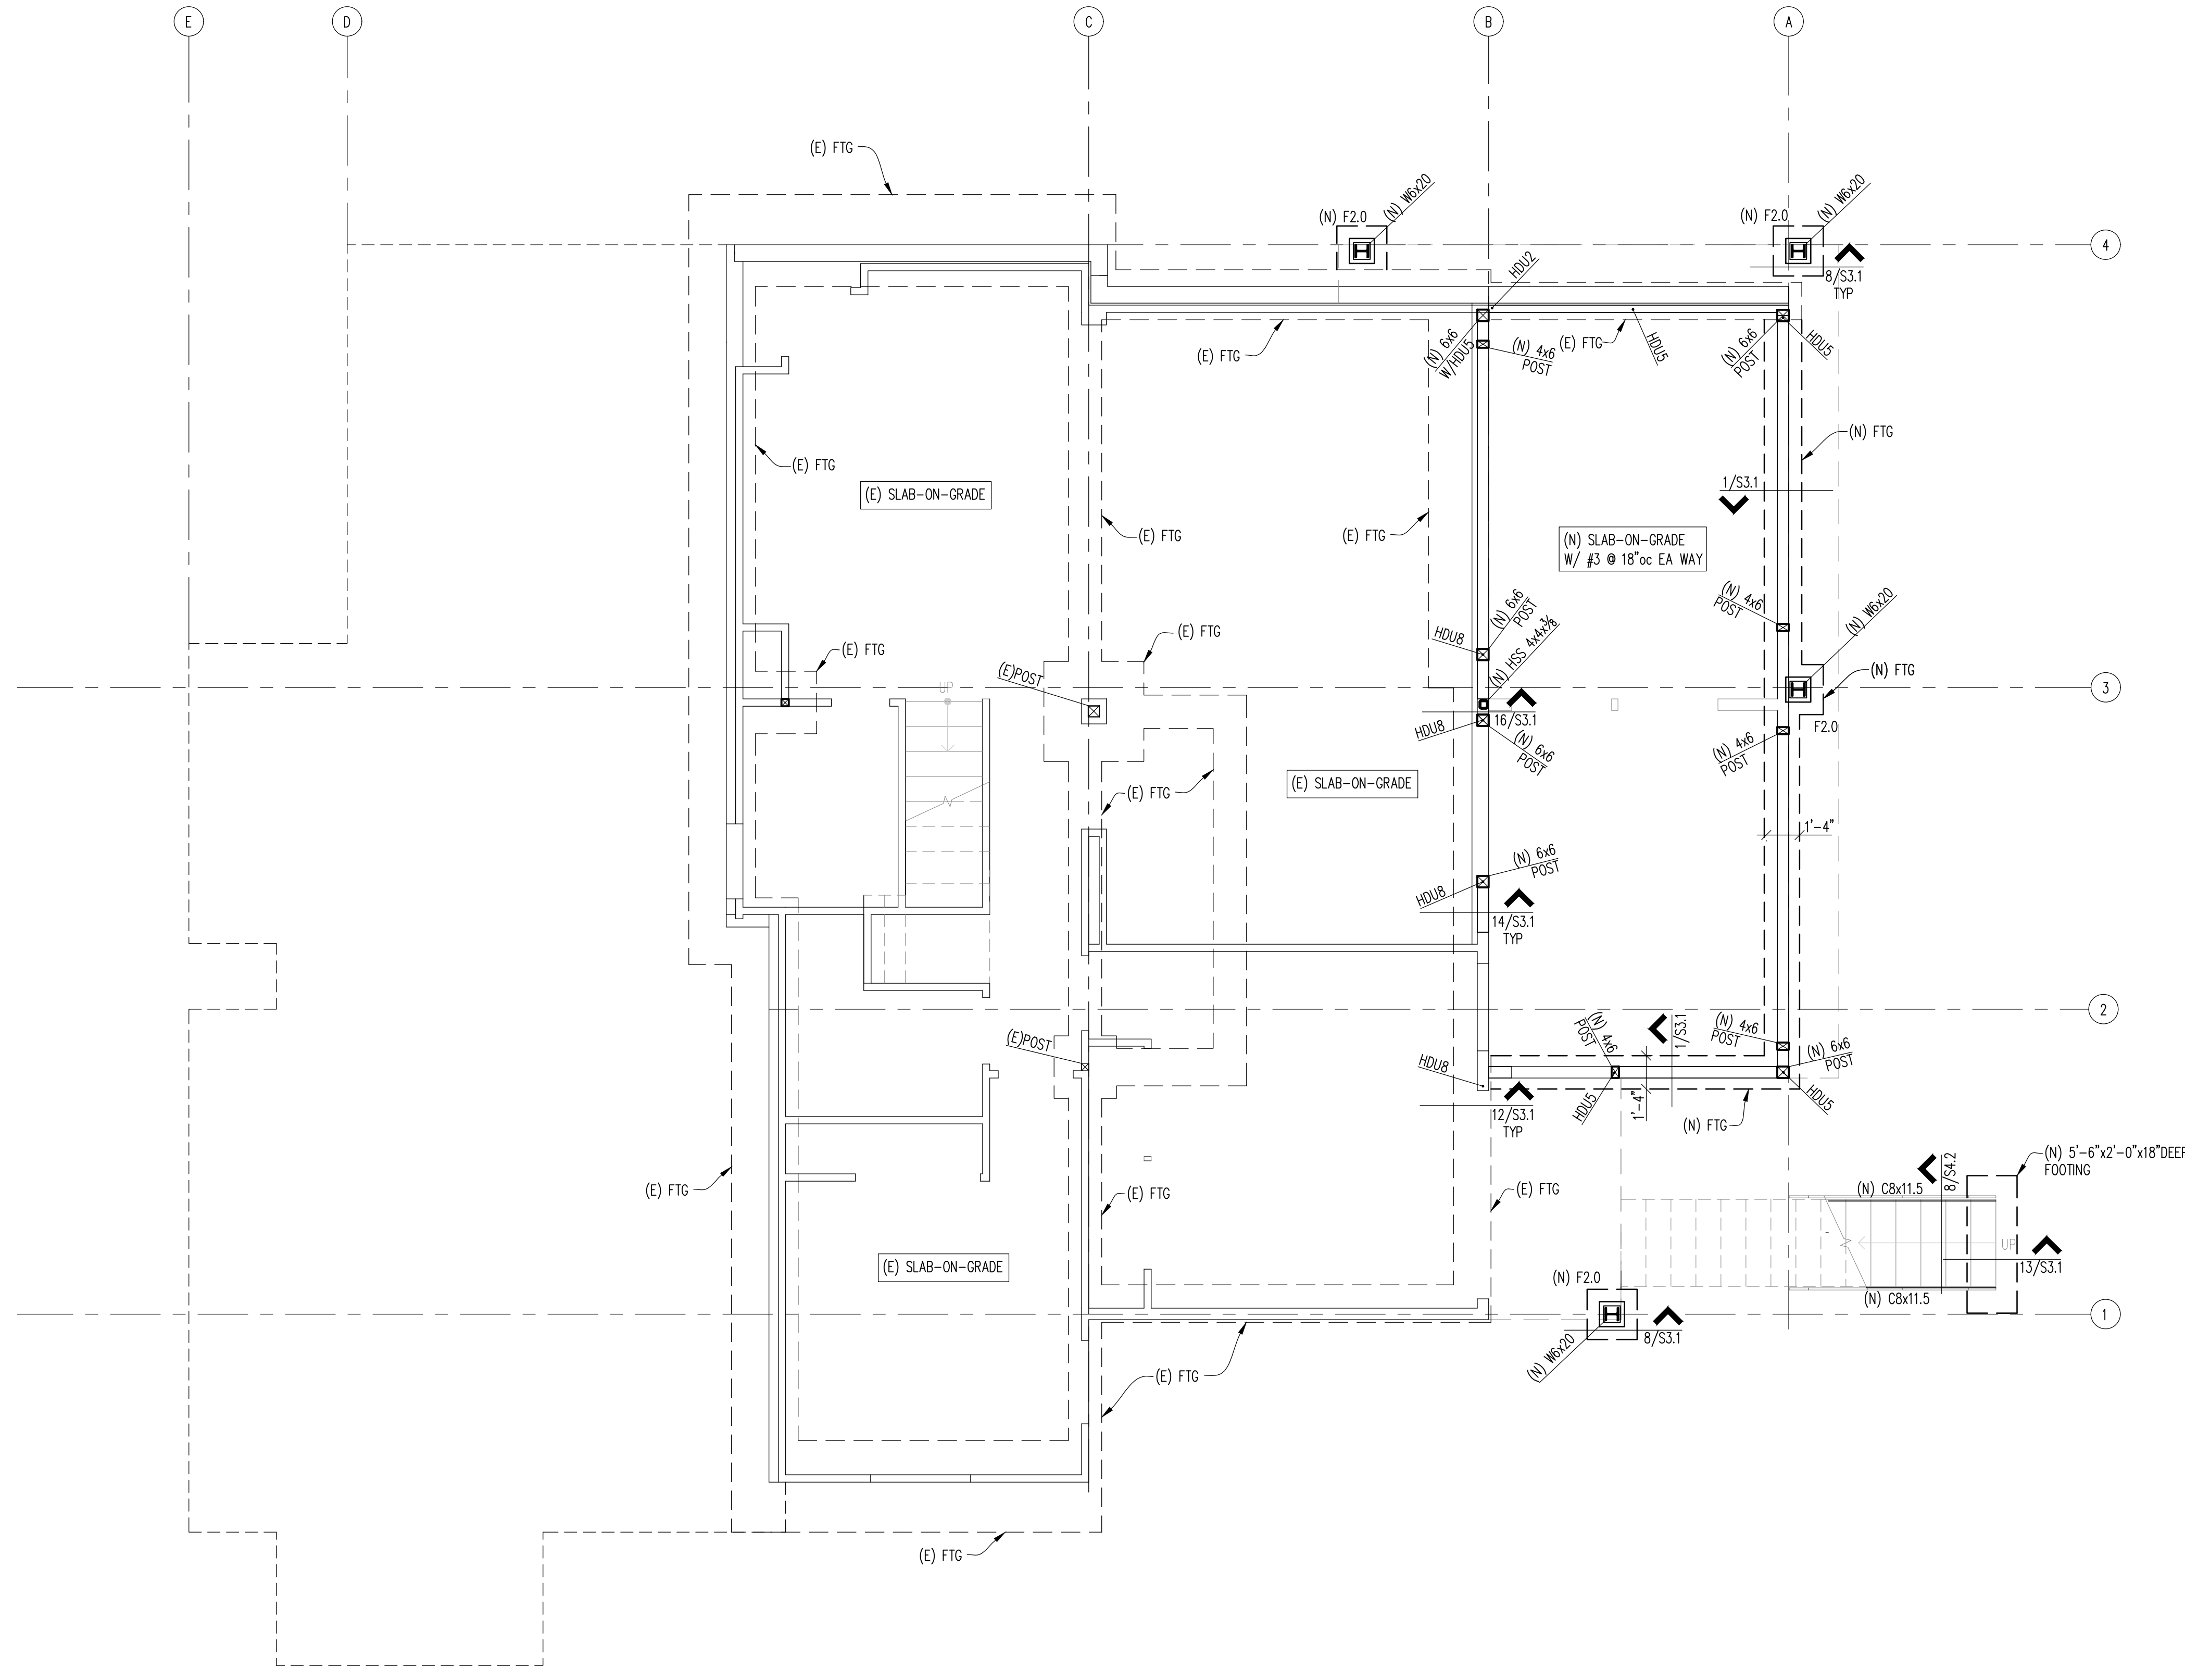 E
D
C
B
A
(E) FTG
(N) F2.0
(N) W6x20
(N) F2.0
(N) W6x20
4
8/S3.1
TYP
HDU2
(N) 6x6
W/HDU5
(N) 4x6
POST
(E) FTG
(E) FTG
HDU5
(N) 6x6
POST
HDU5
(N) FTG
(E) FTG
(E) SLAB-ON-GRADE
1/S3.1
(E) FTG
(E) FTG
(N) SLAB-ON-GRADE
W/ #3 @ 18"oc EA WAY
(N) 6x6
POST
(N) 4x6
POST
(N) W6x20
HDU8
(N) HSS 4x4x⅜
(E) FTG
(E) FTG
(E)POST
UP
(N) FTG
3
16/S3.1
HDU8
(N) 6x6
POST
F2.0
(N) 4x6
POST
(E) SLAB-ON-GRADE
(E) FTG
1'-4"
(N) 6x6
POST
HDU8
14/S3.1
TYP
2
(E)POST
(N) 4x6
POST
1/S3.1
(N) 4x6
POST
(N) 6x6
POST
HDU8
12/S3.1
TYP
HDU5
1'-4"
HDU5
(N) FTG
(N) 5'-6"x2'-0"x18"DEEP
FOOTING
8/S4.2
(E) FTG
(E) FTG
(E) FTG
(N) C8x11.5
UP
13/S3.1
(E) SLAB-ON-GRADE
(N) F2.0
(N) C8x11.5
1
8/S3.1
(N) W6x20
(E) FTG
(E) FTG